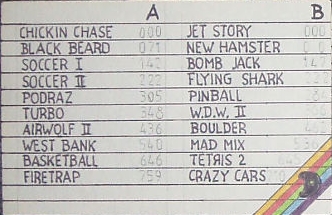 A B
CHICKIN CHASE 000 JET STORY 000
BLACK BEARD 071 NEW HAMSTER
SOCCER I 142 BOMB JACK 147
SOCCER II 222 FLYING SHARK
PODRAZ 305 PINBALL
TURBO 348 W.D.W. II
AIRWOLF II 436 BOULDER
WEST BANK 540 MAD MIX
BASKETBALL 646 TETRIS 2
FIRETRAP 759 CRAZY CARS
D